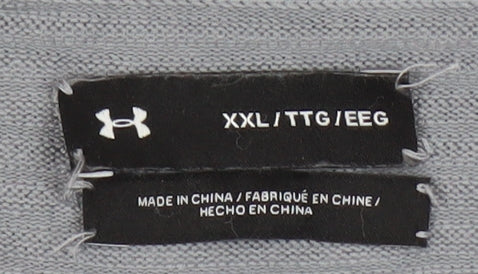 XXL / TTG / EEG
MADE IN CHINA / FABRIQUÉ EN CHINE /
HECHO EN CHINA